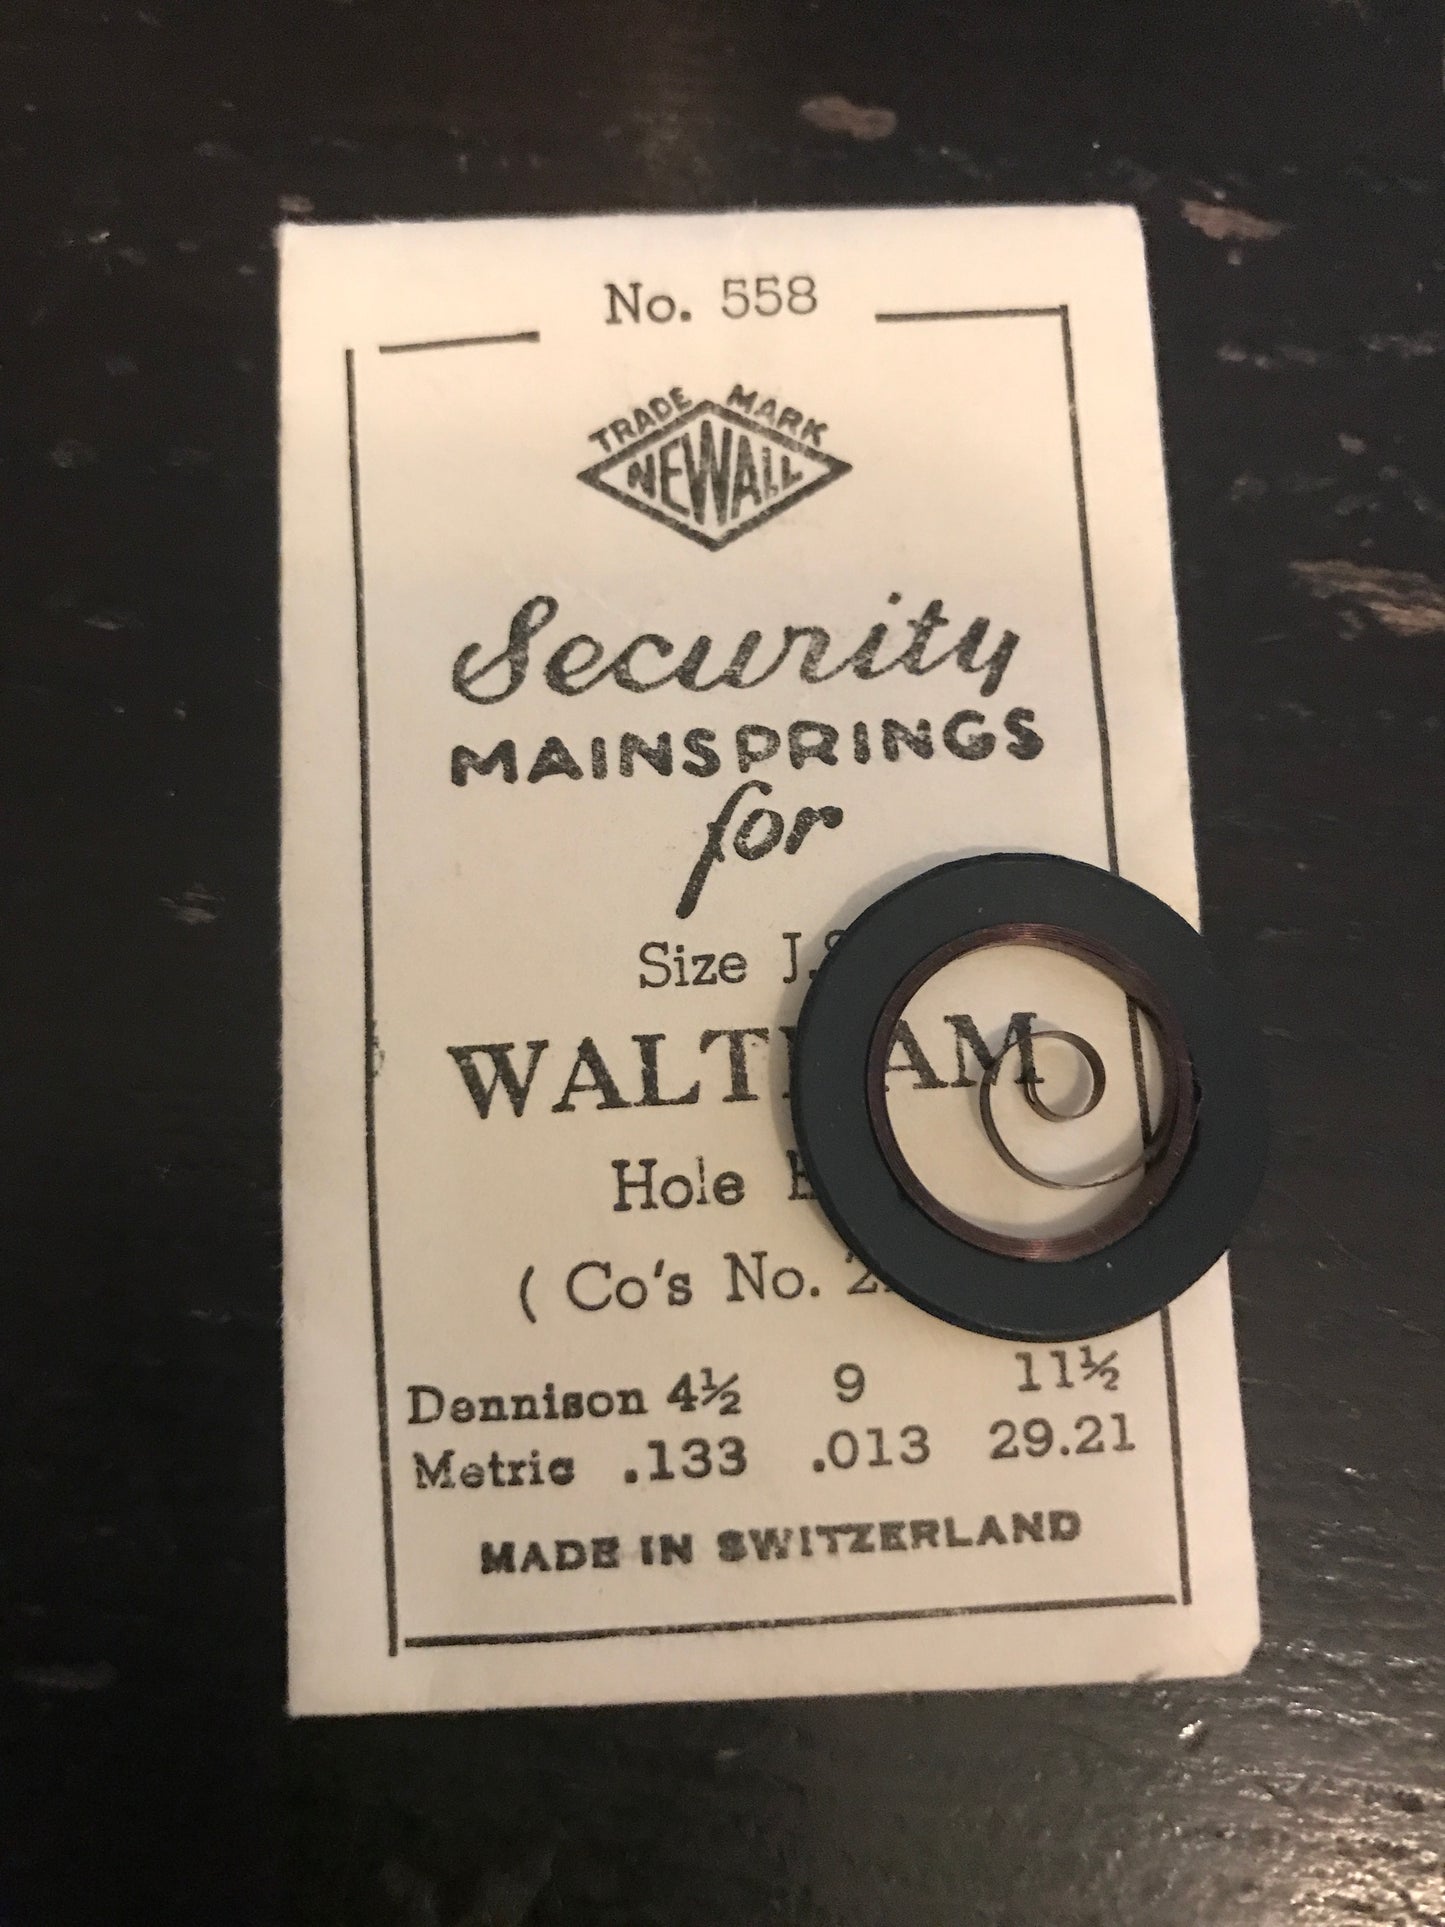 No. 558
TRADE MARK
NEWALL
Security
MAINSPRINGS
for
Size
WALTHAM
Hole
( Co's No.
Dennison 4½ 9 11½
Metric .133 .013 29.21
MADE IN SWITZERLAND